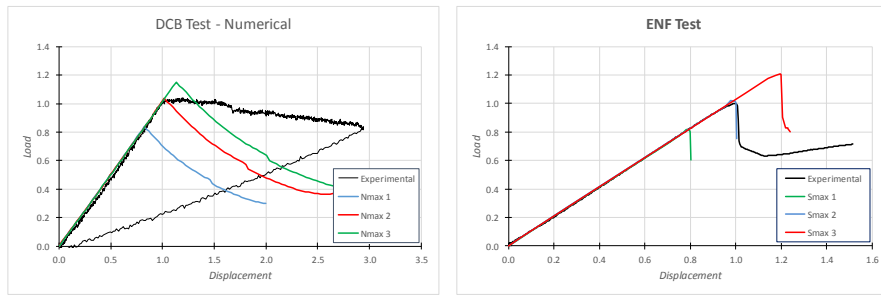 DCB Test - Numerical
Load
1.4
1.2
1.0
0.8
0.6
0.4
0.2
0.0
0.0 0.5 1.0 1.5 2.0 2.5 3.0 3.5
Displacement
Experimental
Nmax 1
Nmax 2
Nmax 3
ENF Test
Load
1.4
1.2
1.0
0.8
0.6
0.4
0.2
0.0
0.0 0.2 0.4 0.6 0.8 1.0 1.2 1.4 1.6
Displacement
Experimental
Smax 1
Smax 2
Smax 3